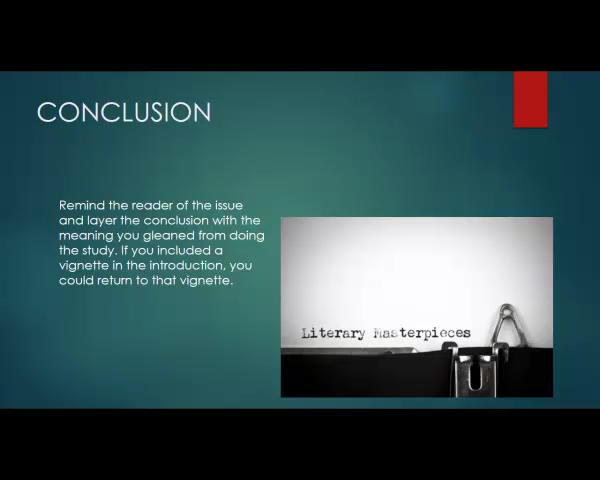 CONCLUSION
Remind the reader of the issue
and layer the conclusion with the
meaning you gleaned from doing
the study. If you included a
vignette in the introduction, you
could return to that vignette.
Literary Masterpieces